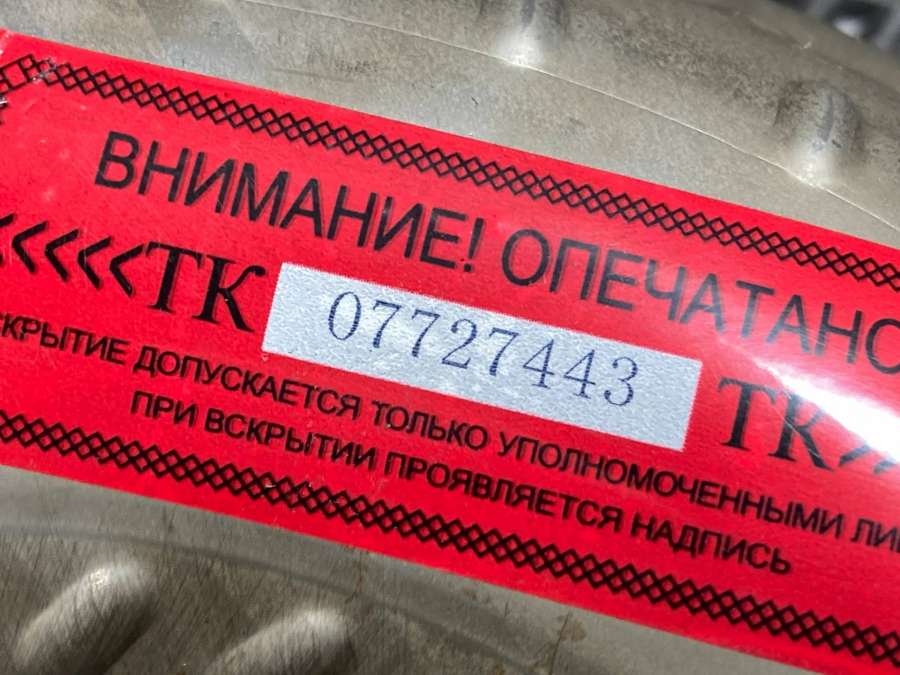 ВНИМАНИЕ! ОПЕЧАТАНО
<<<<<ТК 07727443 ТК>>
СКРЫТИЕ ДОПУСКАЕТСЯ ТОЛЬКО УПОЛНОМОЧЕННЫМИ ЛИ
ПРИ ВСКРЫТИИ ПРОЯВЛЯЕТСЯ НАДПИСЬ